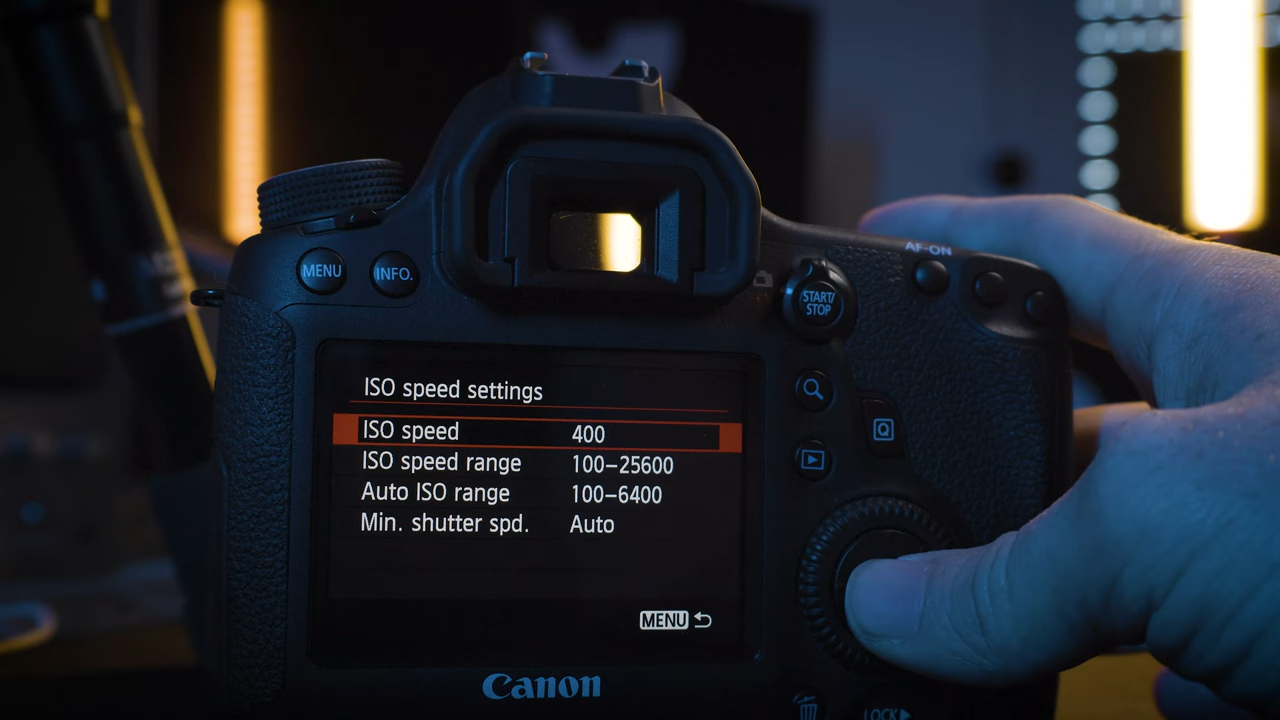 AF-ON
MENU
INFO.
START/
STOP
ISO speed settings
ISO speed 400
ISO speed range 100-25600
Auto ISO range 100-6400
Min. shutter spd. Auto
Q
MENU
Canon
LOCK